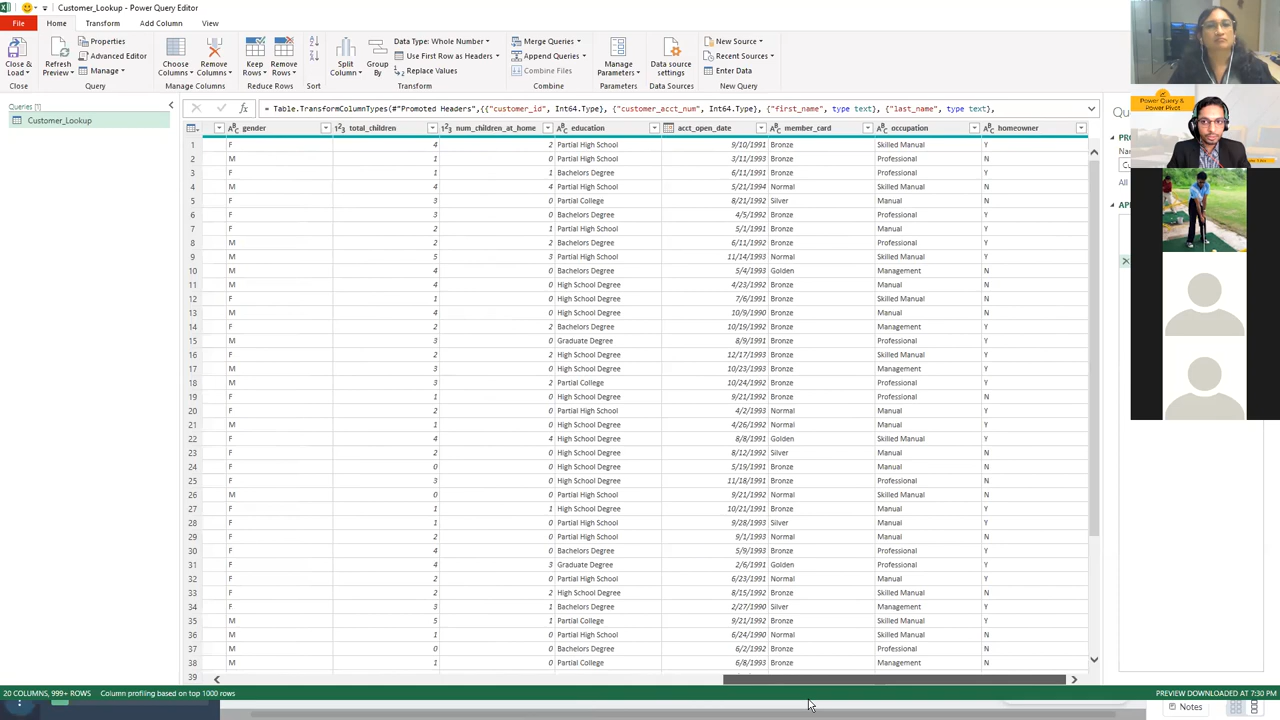 Customer_Lookup - Power Query Editor
File Home Transform Add Column View
Close & Load
Close
Refresh Preview
Properties
Advanced Editor
Manage
Query
Choose Columns
Remove Columns
Manage Columns
Keep Rows
Remove Rows
Reduce Rows
Sort
Split Column
Group By
Data Type: Whole Number
Use First Row as Headers
Replace Values
Transform
Merge Queries
Append Queries
Combine Files
Combine
Manage Parameters
Parameters
Data source settings
Data Sources
New Source
Recent Sources
Enter Data
New Query
Power Query & Power Pivot
Queries [1]
Customer_Lookup
fx = Table.TransformColumnTypes(#"Promoted Headers",{{"customer_id", Int64.Type}, {"customer_acct_num", Int64.Type}, {"first_name", type text}, {"last_name", type text},
gender total_children num_children_at_home education acct_open_date member_card occupation homeowner
1 F 4 2 Partial High School 9/10/1991 Bronze Skilled Manual Y
2 M 1 0 Partial High School 3/11/1993 Bronze Professional N
3 F 1 1 Bachelors Degree 6/11/1991 Bronze Professional Y
4 M 4 4 Partial High School 5/21/1994 Normal Skilled Manual N
5 F 3 0 Partial College 8/21/1992 Silver Manual N
6 F 3 0 Bachelors Degree 4/5/1992 Bronze Professional Y
7 F 2 1 Partial High School 5/1/1991 Bronze Manual Y
8 M 2 2 Bachelors Degree 6/11/1992 Bronze Professional Y
9 M 5 3 Partial High School 11/14/1993 Normal Skilled Manual Y
10 M 4 0 Bachelors Degree 5/4/1993 Golden Management N
11 M 4 0 High School Degree 4/23/1992 Bronze Manual N
12 F 1 0 High School Degree 7/6/1991 Bronze Skilled Manual N
13 M 4 0 High School Degree 10/9/1990 Bronze Manual N
14 F 2 2 Bachelors Degree 10/19/1992 Bronze Management Y
15 M 3 0 Graduate Degree 8/9/1991 Bronze Professional Y
16 F 2 2 High School Degree 12/17/1993 Bronze Skilled Manual Y
17 M 3 0 High School Degree 10/23/1993 Bronze Management Y
18 M 3 2 Partial College 10/24/1992 Bronze Professional Y
19 F 1 0 High School Degree 9/21/1992 Bronze Professional N
20 F 2 0 Partial High School 4/2/1993 Normal Manual Y
21 M 1 0 High School Degree 4/26/1992 Normal Manual Y
22 F 4 4 High School Degree 8/8/1991 Golden Skilled Manual Y
23 M 2 0 High School Degree 8/12/1992 Silver Manual N
24 F 0 0 High School Degree 5/19/1991 Bronze Manual N
25 F 3 0 High School Degree 11/18/1991 Bronze Professional N
26 M 0 0 Partial High School 9/21/1992 Normal Skilled Manual N
27 F 1 1 High School Degree 10/21/1991 Bronze Manual Y
28 F 1 0 Partial High School 9/28/1993 Silver Manual Y
29 F 2 0 Partial High School 9/1/1993 Normal Manual N
30 F 4 0 Bachelors Degree 5/9/1993 Bronze Professional Y
31 F 4 3 Graduate Degree 2/6/1991 Golden Professional Y
32 F 2 0 Partial High School 6/23/1991 Normal Manual Y
33 F 2 2 High School Degree 8/15/1992 Bronze Skilled Manual N
34 F 3 1 Bachelors Degree 2/27/1990 Silver Management Y
35 M 5 1 Partial College 9/21/1992 Bronze Skilled Manual Y
36 M 1 0 Partial High School 6/24/1990 Normal Skilled Manual N
37 M 0 0 Bachelors Degree 6/2/1992 Bronze Professional N
38 M 1 0 Partial College 6/8/1993 Bronze Management N
39
20 COLUMNS, 999+ ROWS Column profiling based on top 1000 rows PREVIEW DOWNLOADED AT 7:30 PM
Notes